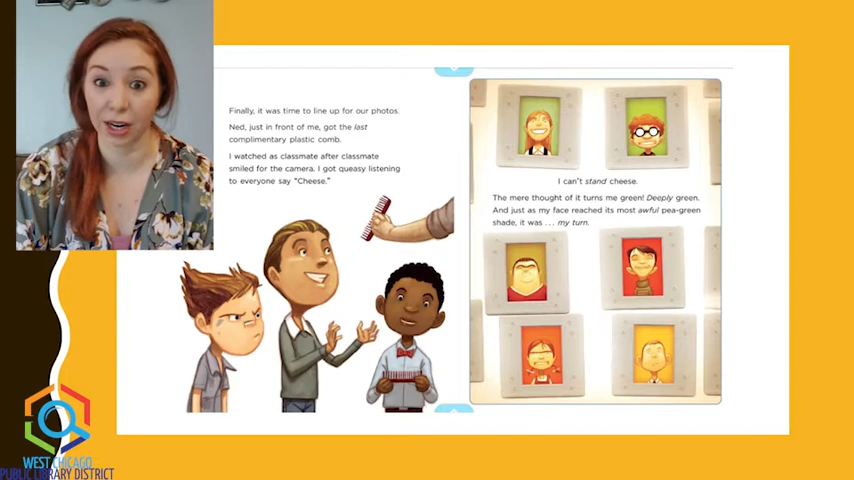 Finally, it was time to line up for our photos.
Ned, just in front of me, got the last
complimentary plastic comb.
I watched as classmate after classmate
smiled for the camera. I got queasy listening
to everyone say "Cheese."
I can't stand cheese.
The mere thought of it turns me green! Deeply green.
And just as my face reached its most awful pea-green
shade, it was ... my turn.
WEST CHICAGO
PUBLIC LIBRARY DISTRICT